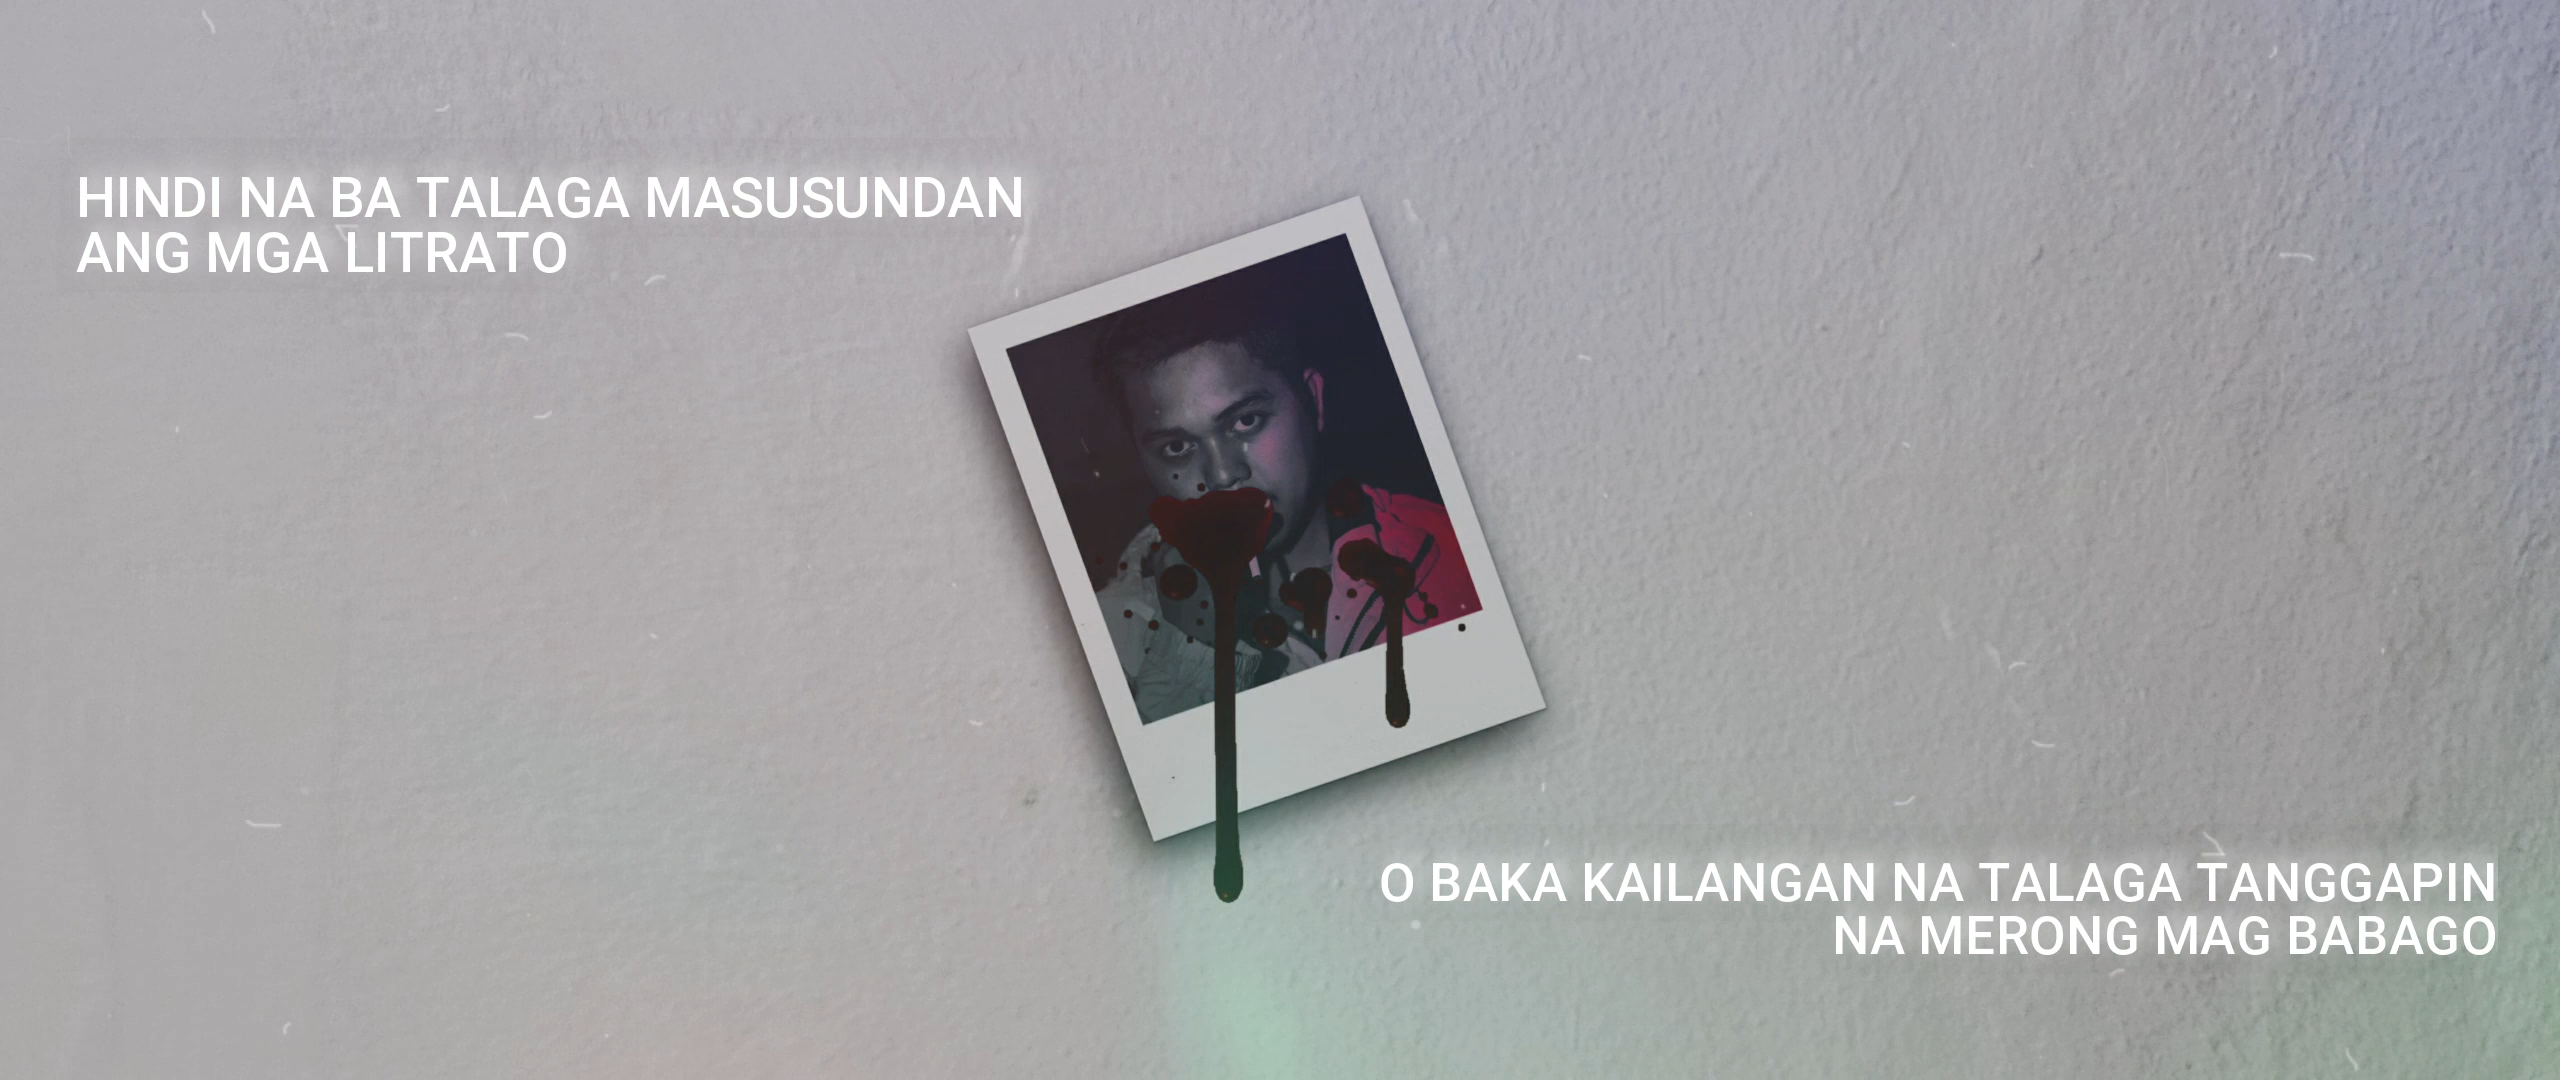 HINDI NA BA TALAGA MASUSUNDAN
ANG MGA LITRATO
O BAKA KAILANGAN NA TALAGA TANGGAPIN
NA MERONG MAG BABAGO